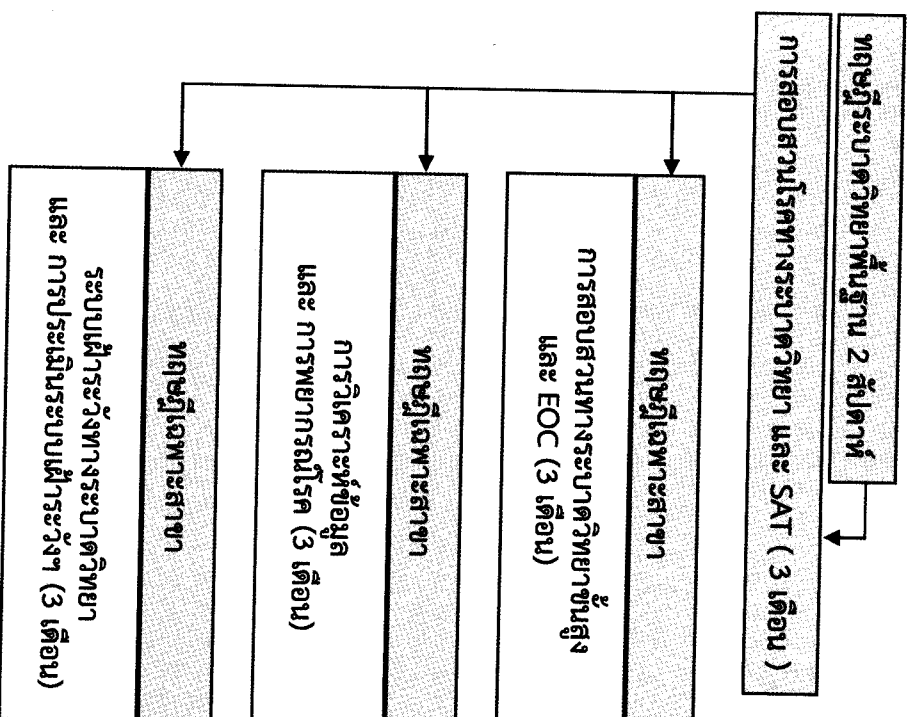 ทฤษฎีระบาดวิทยาพื้นฐาน 2 สัปดาห์
การสอบสวนโรคทางระบาดวิทยา และ SAT ( 3 เดือน )
ทฤษฎีเฉพาะสาขา
การสอบสวนทางระบาดวิทยาขั้นสูง
และ EOC (3 เดือน)
ทฤษฎีเฉพาะสาขา
การวิเคราะห์ข้อมูล
และ การพยากรณ์โรค (3 เดือน)
ทฤษฎีเฉพาะสาขา
ระบบเฝ้าระวังทางระบาดวิทยา
และ การประเมินระบบเฝ้าระวังฯ (3 เดือน)